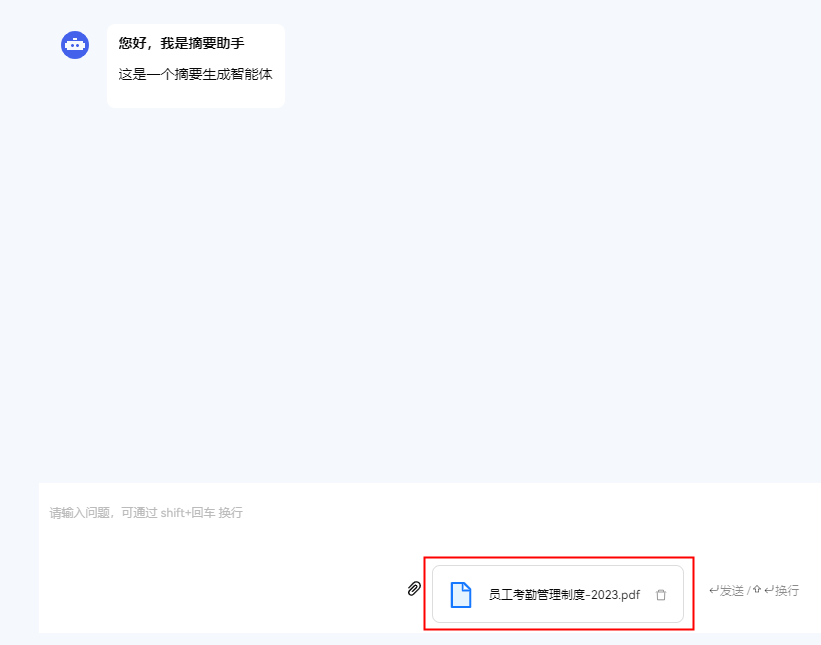 您好，我是摘要助手
这是一个摘要生成智能体
请输入问题，可通过 shift+回车 换行
员工考勤管理制度-2023.pdf
↵发送 /⇧ ↵换行